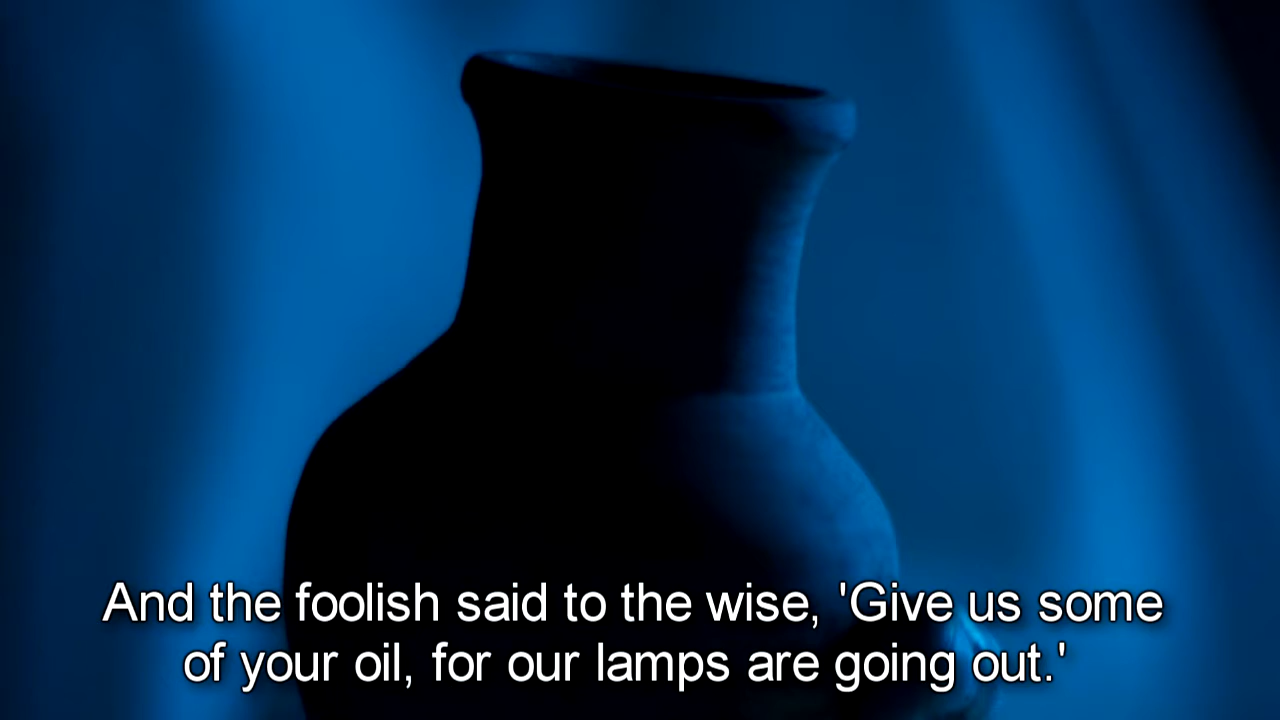 And the foolish said to the wise, 'Give us some
of your oil, for our lamps are going out.'